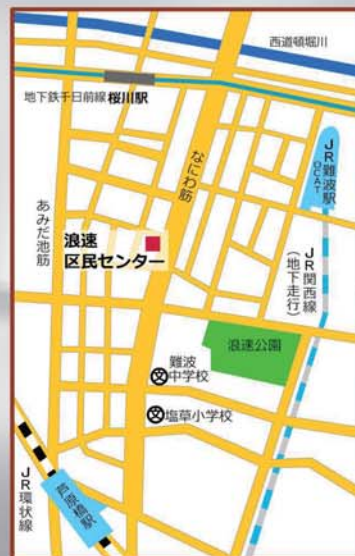 西道頓堀川
地下鉄千日前線 桜川駅
なにわ筋
JR難波駅
OCAT
あみだ池筋
浪速
区民センター
JR関西線
(地下走行)
浪速公園
難波
文中学校
文塩草小学校
芦原橋駅
JR環状線